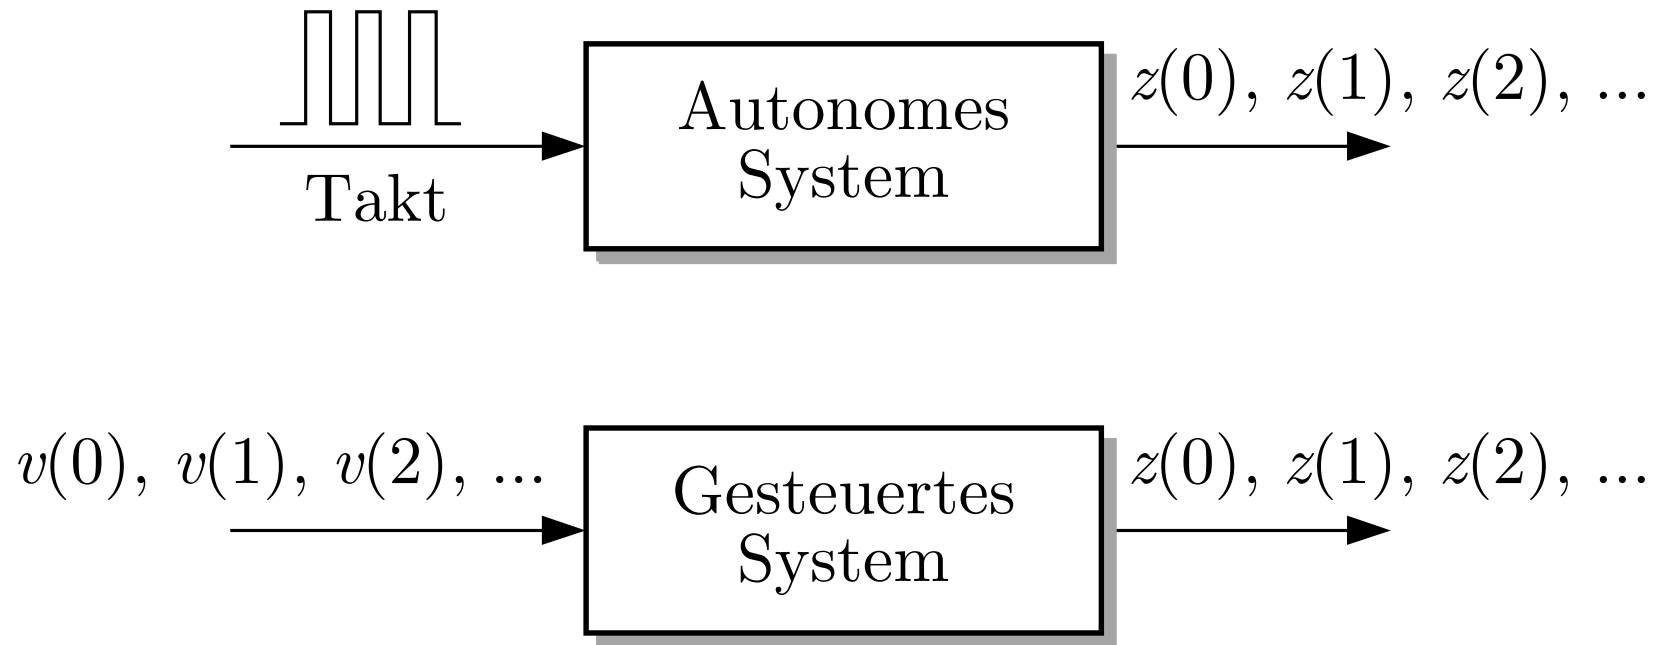 z(0), z(1), z(2), ...
Autonomes
System
Takt
v(0), v(1), v(2), ...
z(0), z(1), z(2), ...
Gesteuertes
System